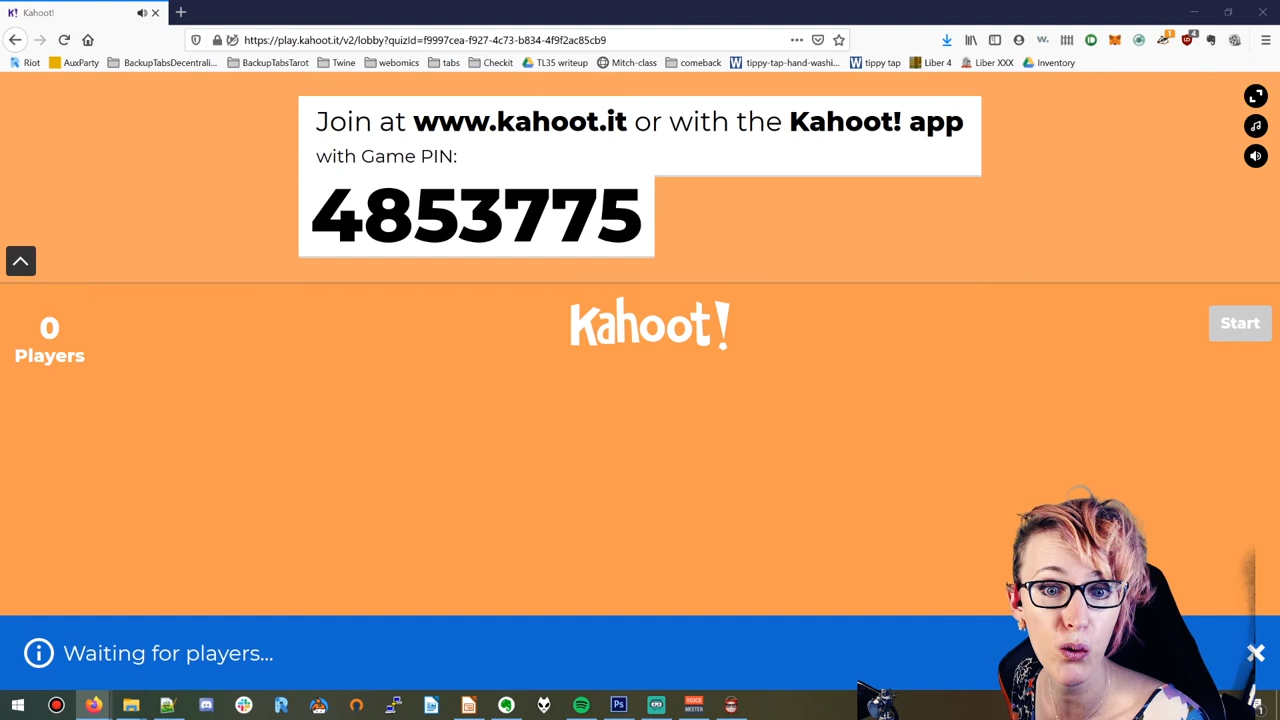 Kahoot!
https://play.kahoot.it/v2/lobby?quizId=f9997cea-f927-4c73-b834-4f9f2ac85cb9
Riot AuxParty BackupTabsDecentrali... BackupTabsTarot Twine webomics tabs Checkit TL35 writeup Mitch-class comeback tippy-tap-hand-washi... tippy tap Liber 4 Liber XXX Inventory
Join at www.kahoot.it or with the Kahoot! app
with Game PIN:
4853775
0
Players
Kahoot!
Start
Waiting for players...